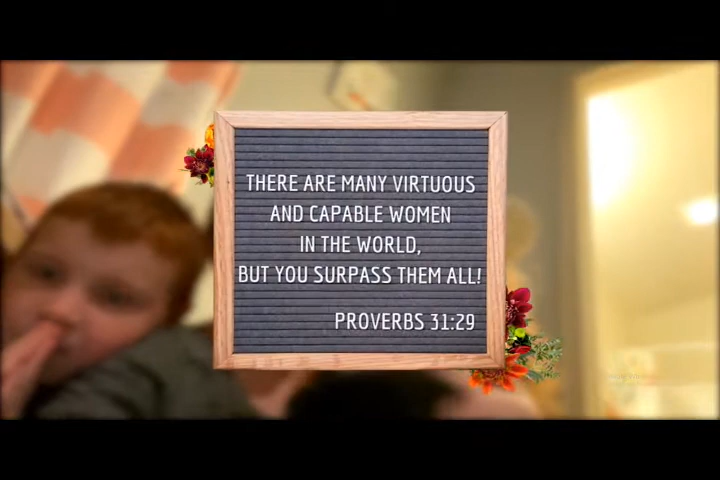 THERE ARE MANY VIRTUOUS
AND CAPABLE WOMEN
IN THE WORLD,
BUT YOU SURPASS THEM ALL!
PROVERBS 31:29